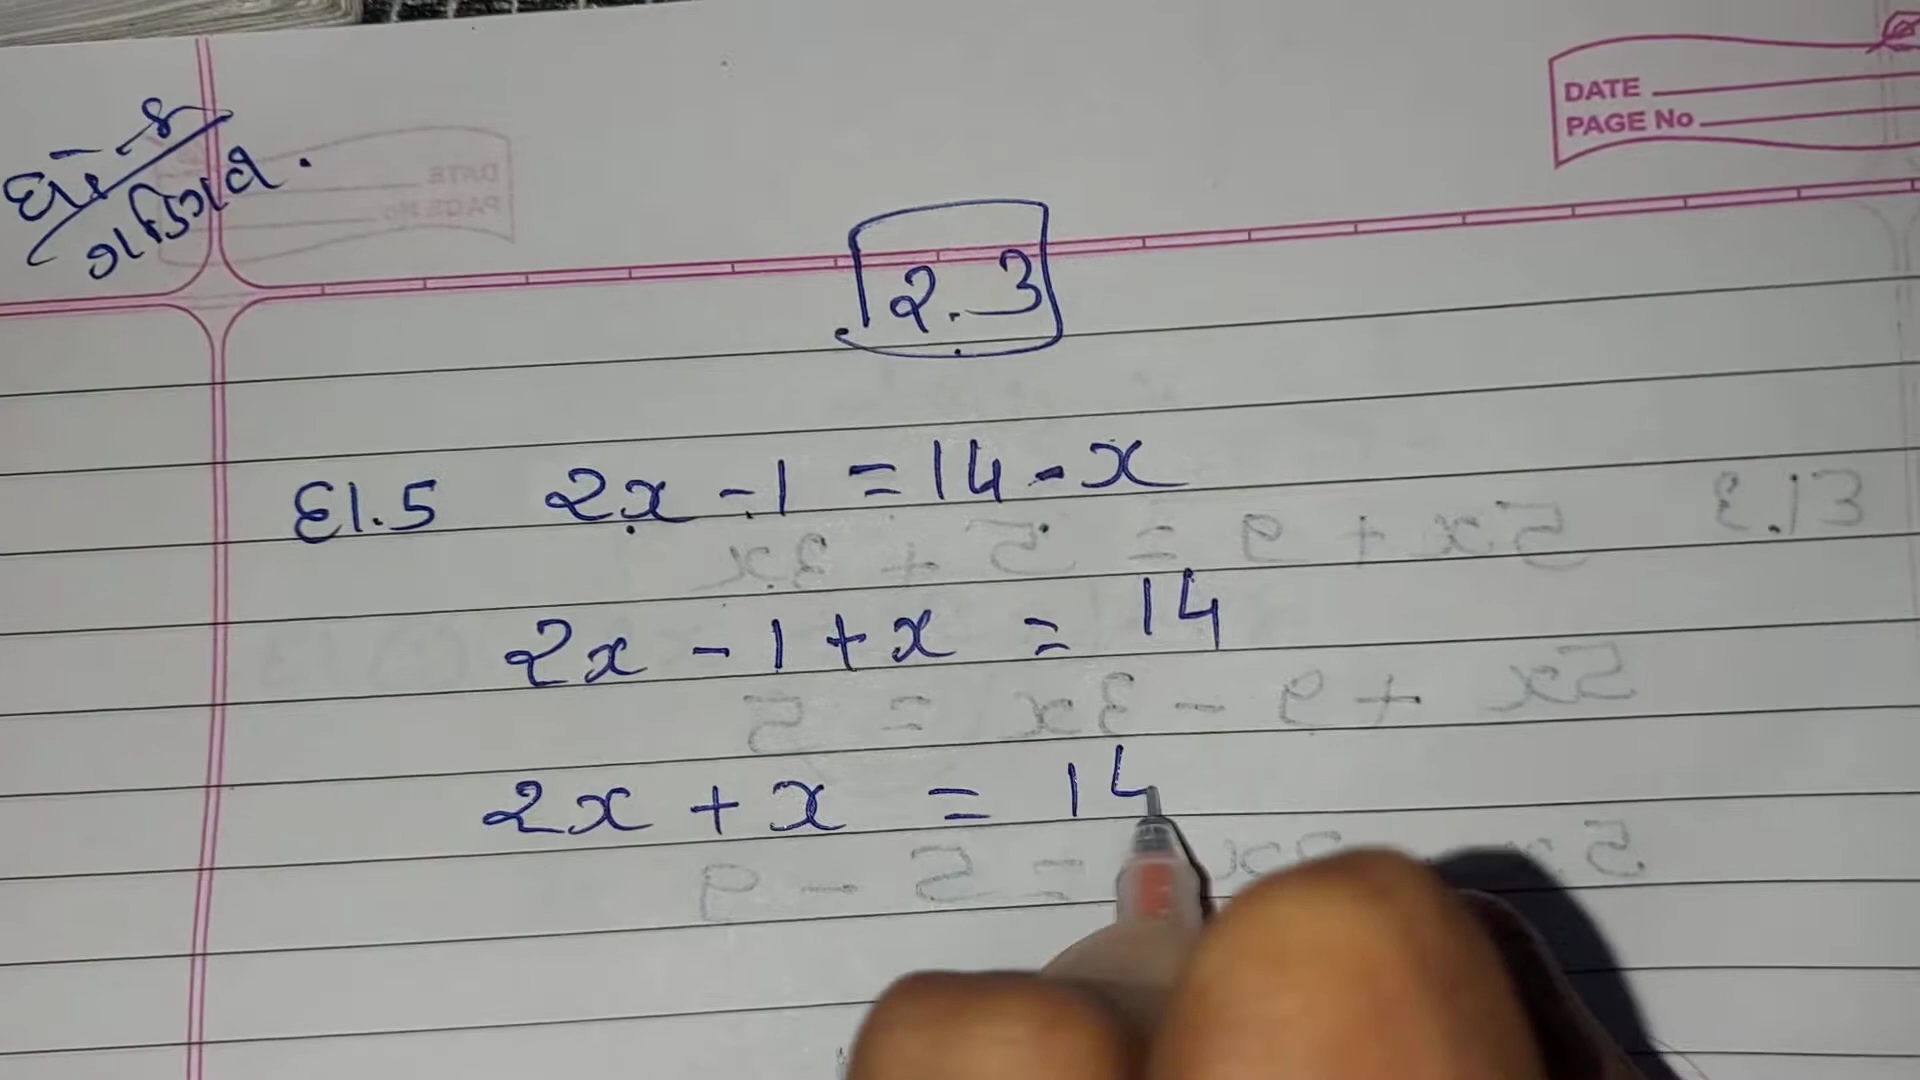 ધો- 8
ગણિત.
DATE
PAGE No
2.3
દા.5 2x - 1 = 14 - x
2x - 1 + x = 14
2x + x = 14